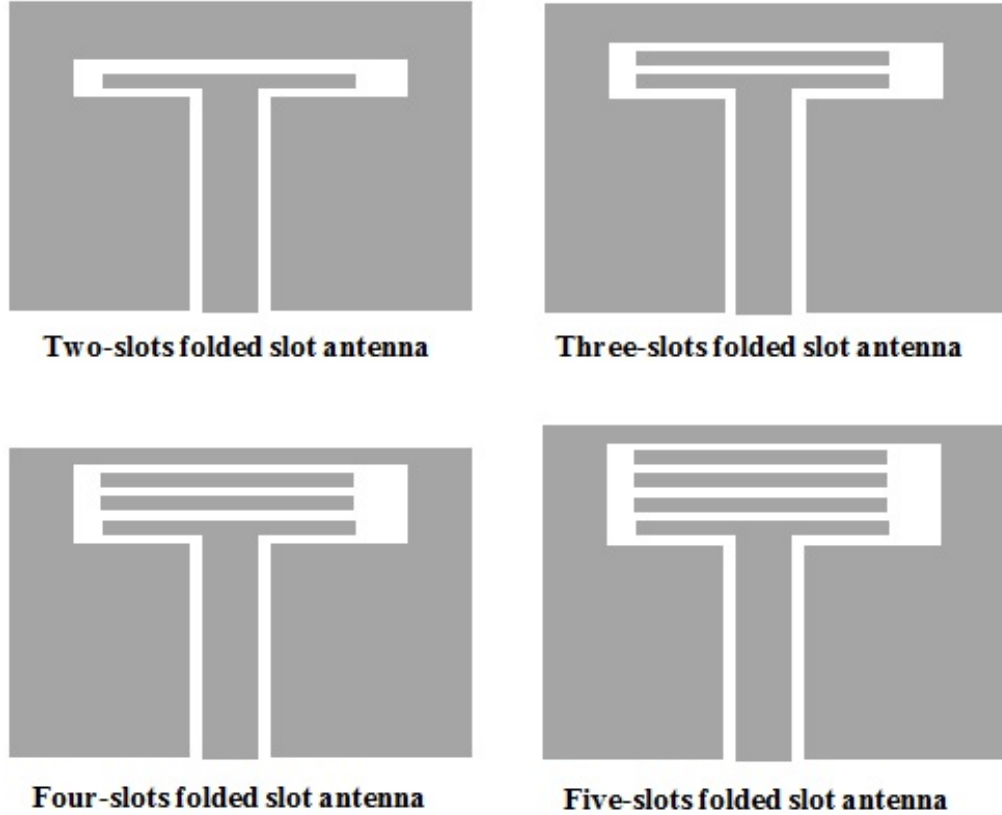 Two-slots folded slot antenna
Three-slots folded slot antenna
Four-slots folded slot antenna
Five-slots folded slot antenna